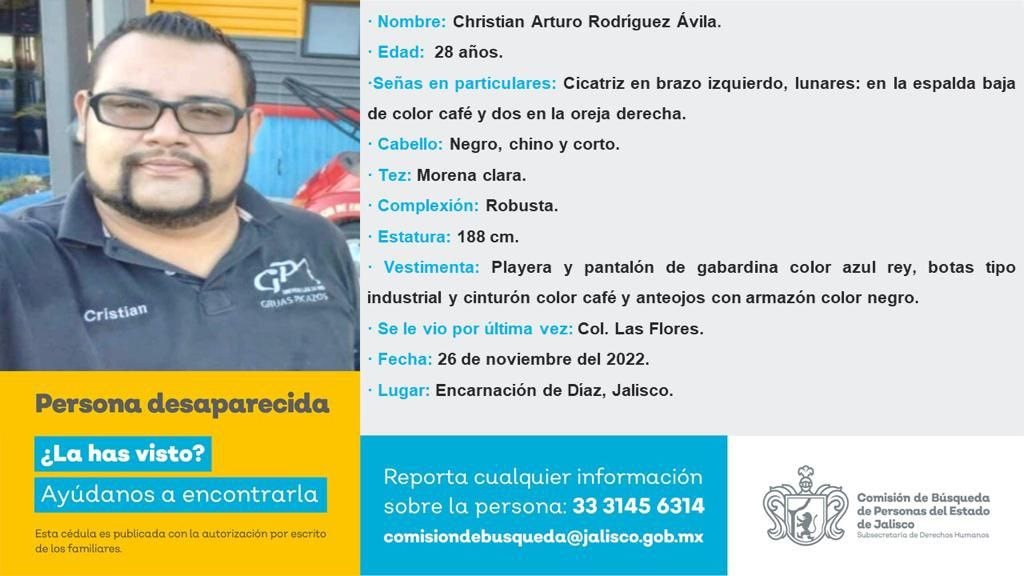 Cristian
GPA
GRUAS PICAZOS
Persona desaparecida
¿La has visto?
Ayúdanos a encontrarla
Esta cédula es publicada con la autorización por escrito
de los familiares.
· Nombre: Christian Arturo Rodríguez Ávila.
· Edad: 28 años.
·Señas en particulares: Cicatriz en brazo izquierdo, lunares: en la espalda baja
de color café y dos en la oreja derecha.
· Cabello: Negro, chino y corto.
· Tez: Morena clara.
· Complexión: Robusta.
· Estatura: 188 cm.
· Vestimenta: Playera y pantalón de gabardina color azul rey, botas tipo
industrial y cinturón color café y anteojos con armazón color negro.
· Se le vio por última vez: Col. Las Flores.
· Fecha: 26 de noviembre del 2022.
· Lugar: Encarnación de Díaz, Jalisco.
Reporta cualquier información
sobre la persona: 33 3145 6314
comisiondebusqueda@jalisco.gob.mx
Comisión de Búsqueda
de Personas del Estado
de Jalisco
Subsecretaría de Derechos Humanos